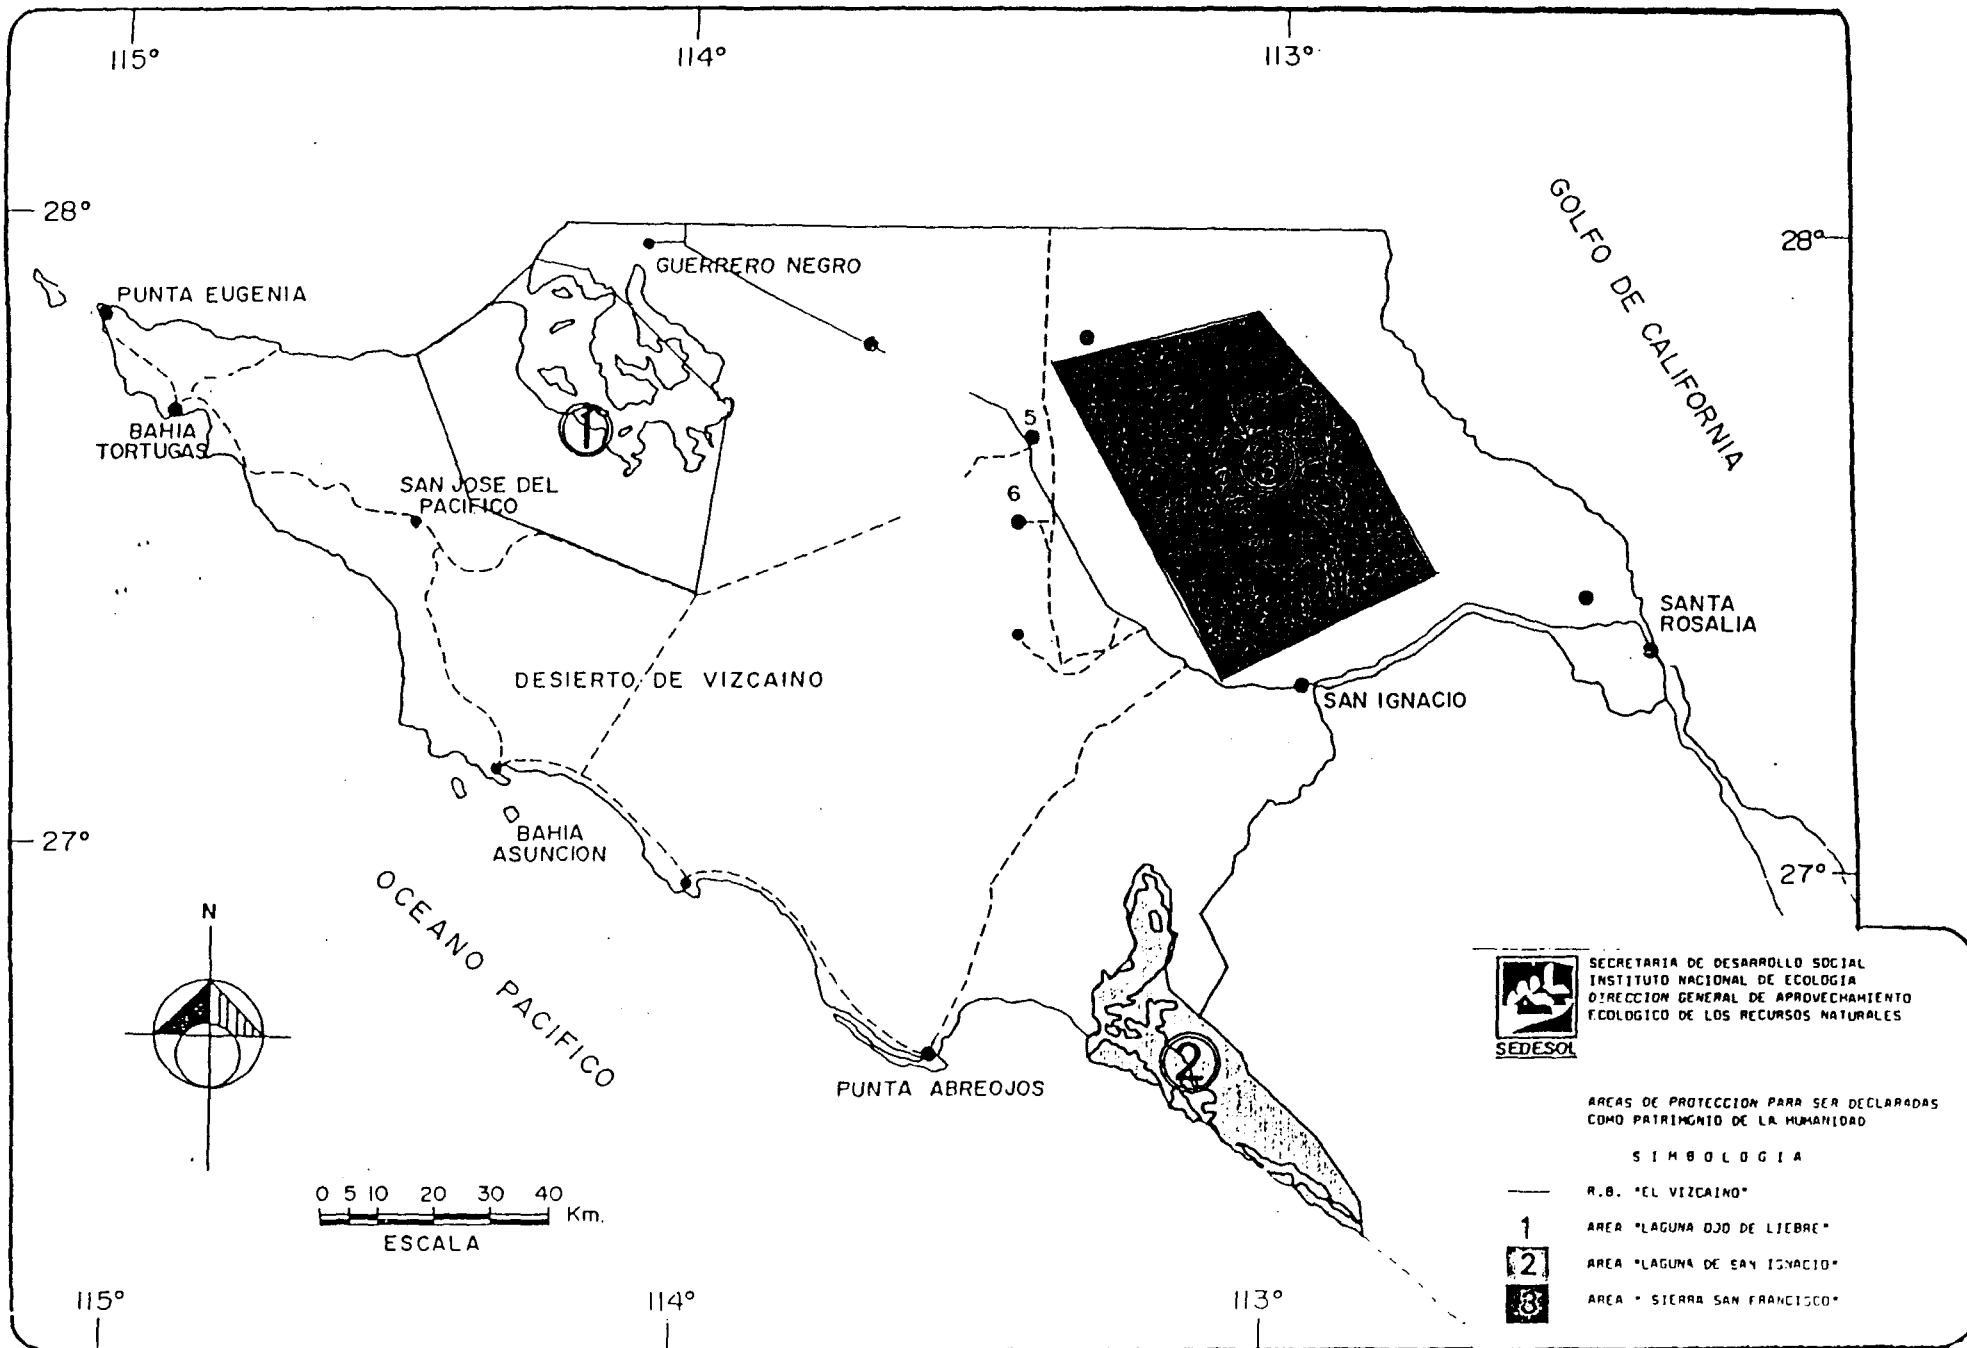 115°
114°
113°
28°
28°
GOLFO DE CALIFORNIA
GUERRERO NEGRO
PUNTA EUGENIA
1
BAHIA
TORTUGAS
5
3
SAN JOSE DEL
PACIFICO
6
SANTA
ROSALIA
DESIERTO DE VIZCAINO
SAN IGNACIO
BAHIA
ASUNCION
27°
27°
OCEANO PACIFICO
N
PUNTA ABREOJOS
2
SECRETARIA DE DESARROLLO SOCIAL
INSTITUTO NACIONAL DE ECOLOGIA
DIRECCION GENERAL DE APROVECHAMIENTO
ECOLOGICO DE LOS RECURSOS NATURALES
SEDESOL
AREAS DE PROTECCION PARA SER DECLARADAS
COMO PATRIMONIO DE LA HUMANIDAD
SIMBOLOGIA
R.B. "EL VIZCAINO"
1 AREA "LAGUNA OJO DE LIEBRE"
2 AREA "LAGUNA DE SAN IGNACIO"
3 AREA " SIERRA SAN FRANCISCO"
0 5 10 20 30 40 Km.
ESCALA
115°
114°
113°